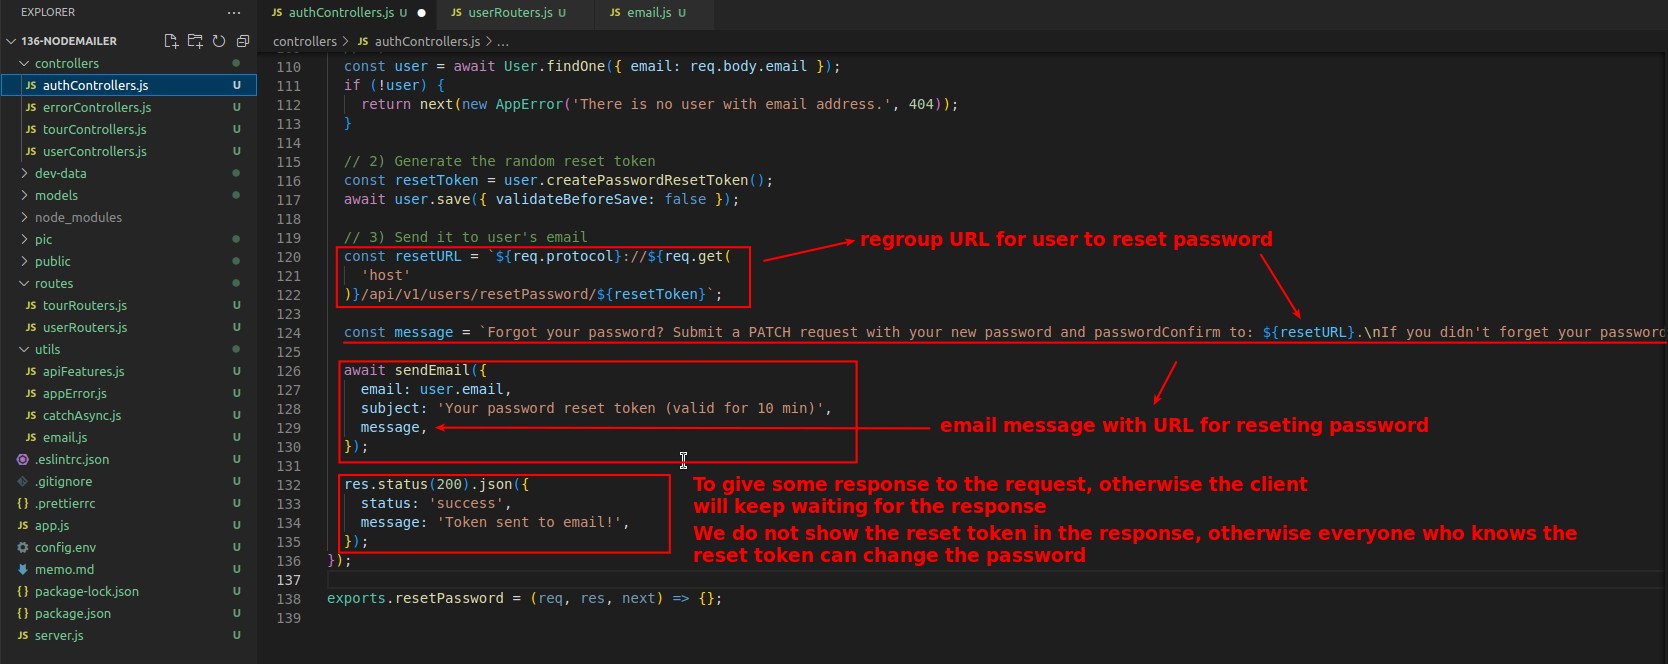 EXPLORER
136-NODEMAILER
controllers
JS authControllers.js U
JS errorControllers.js U
JS tourControllers.js U
JS userControllers.js U
dev-data
models
node_modules
pic
public
routes
JS tourRouters.js U
JS userRouters.js U
utils
JS apiFeatures.js U
JS appError.js U
JS catchAsync.js U
JS email.js U
.eslintrc.json U
.gitignore U
{} .prettierrc U
JS app.js U
config.env U
memo.md U
{} package-lock.json U
{} package.json U
JS server.js U
JS authControllers.js U
JS userRouters.js U
JS email.js U
controllers > JS authControllers.js > ...
110 const user = await User.findOne({ email: req.body.email });
111 if (!user) {
112 return next(new AppError('There is no user with email address.', 404));
113 }
114
115 // 2) Generate the random reset token
116 const resetToken = user.createPasswordResetToken();
117 await user.save({ validateBeforeSave: false });
118
119 // 3) Send it to user's email
120 const resetURL = `${req.protocol}://${req.get(
121 'host'
122 )}/api/v1/users/resetPassword/${resetToken}`;
123
124 const message = `Forgot your password? Submit a PATCH request with your new password and passwordConfirm to: ${resetURL}.\nIf you didn't forget your password
125
126 await sendEmail({
127 email: user.email,
128 subject: 'Your password reset token (valid for 10 min)',
129 message,
130 });
131
132 res.status(200).json({
133 status: 'success',
134 message: 'Token sent to email!',
135 });
136 });
137
138 exports.resetPassword = (req, res, next) => {};
139
regroup URL for user to reset password
email message with URL for reseting password
To give some response to the request, otherwise the client
will keep waiting for the response
We do not show the reset token in the response, otherwise everyone who knows the
reset token can change the password